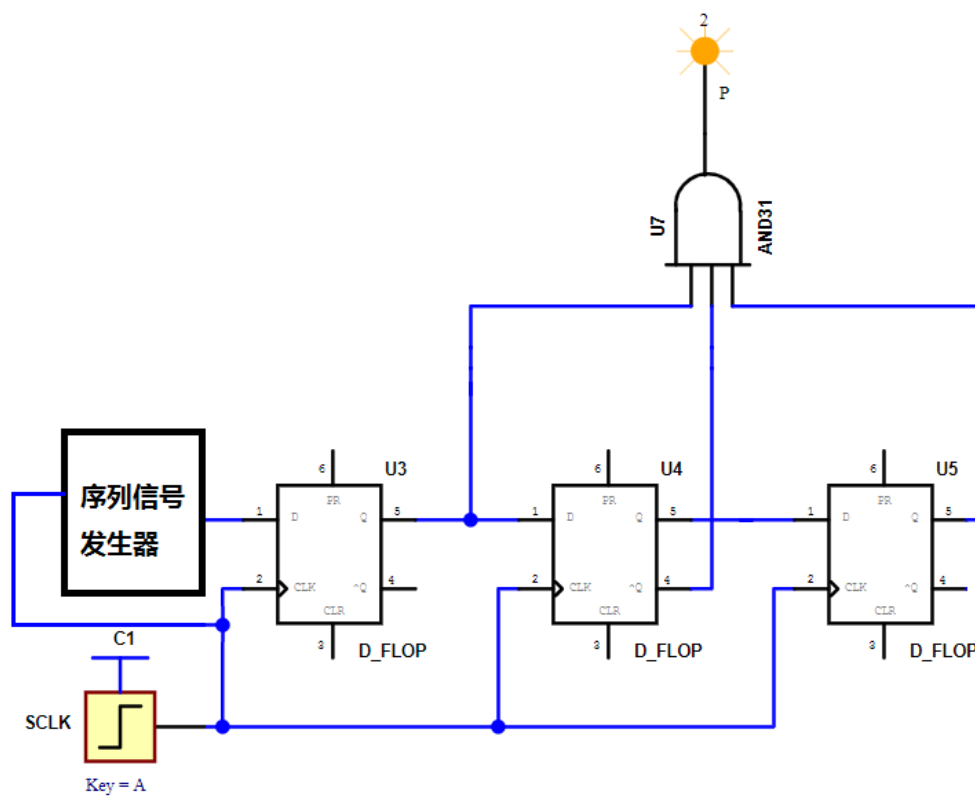 2
P
U7
AND31
序列信号
发生器
6
U3
PR
1
D
Q
5
2
CLK
^Q
4
CLR
3
D_FLOP
6
U4
PR
1
D
Q
5
2
CLK
^Q
4
CLR
3
D_FLOP
6
U5
PR
1
D
Q
5
2
CLK
^Q
4
CLR
3
D_FLOP
C1
SCLK
Key = A